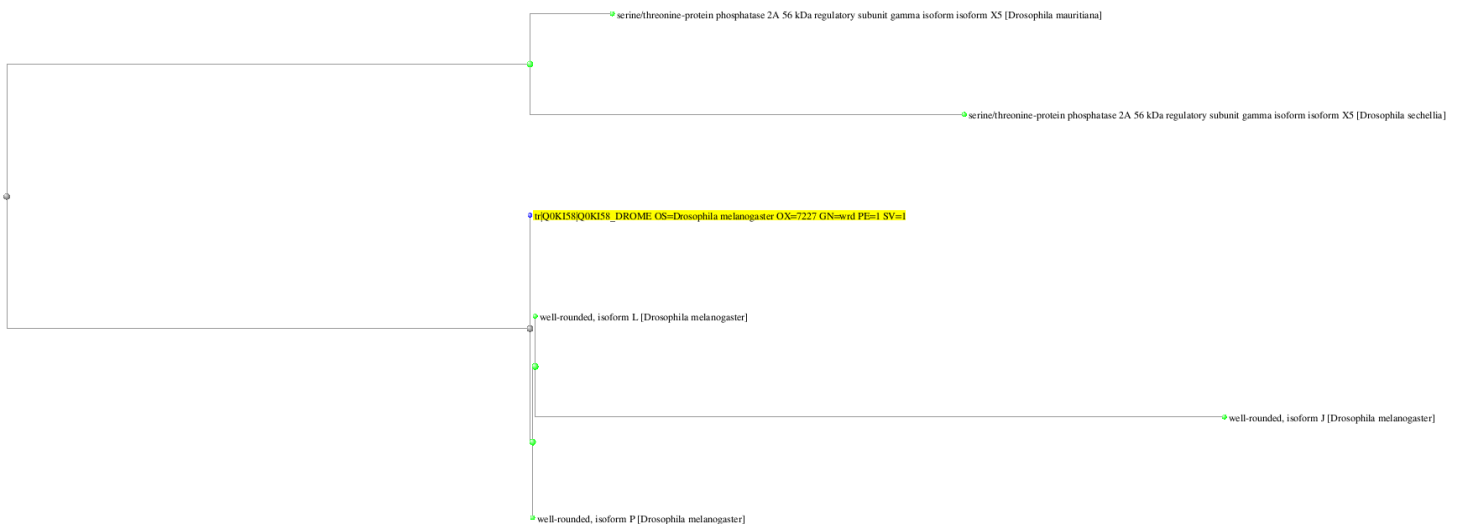 serine/threonine-protein phosphatase 2A 56 kDa regulatory subunit gamma isoform isoform X5 [Drosophila mauritiana]
serine/threonine-protein phosphatase 2A 56 kDa regulatory subunit gamma isoform isoform X5 [Drosophila sechellia]
tr|Q0KI58|Q0KI58_DROME OS=Drosophila melanogaster OX=7227 GN=wrd PE=1 SV=1
well-rounded, isoform L [Drosophila melanogaster]
well-rounded, isoform J [Drosophila melanogaster]
well-rounded, isoform P [Drosophila melanogaster]